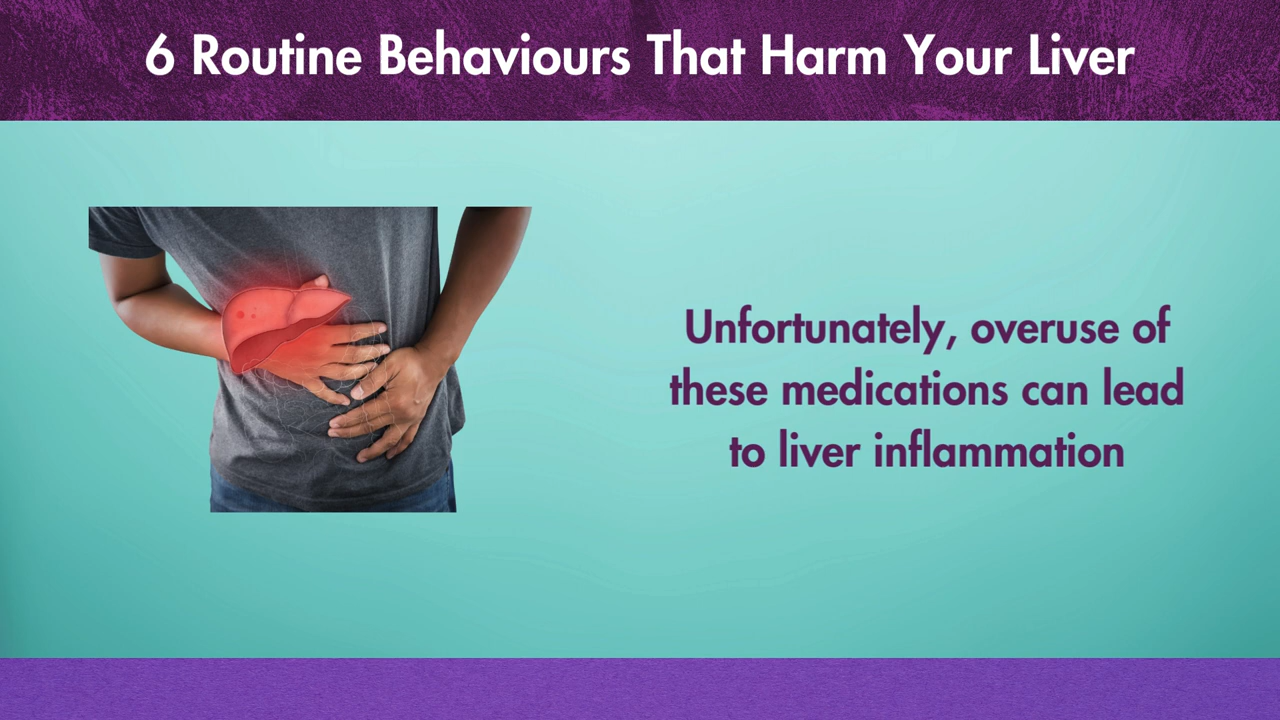 6 Routine Behaviours That Harm Your Liver
Unfortunately, overuse of
these medications can lead
to liver inflammation